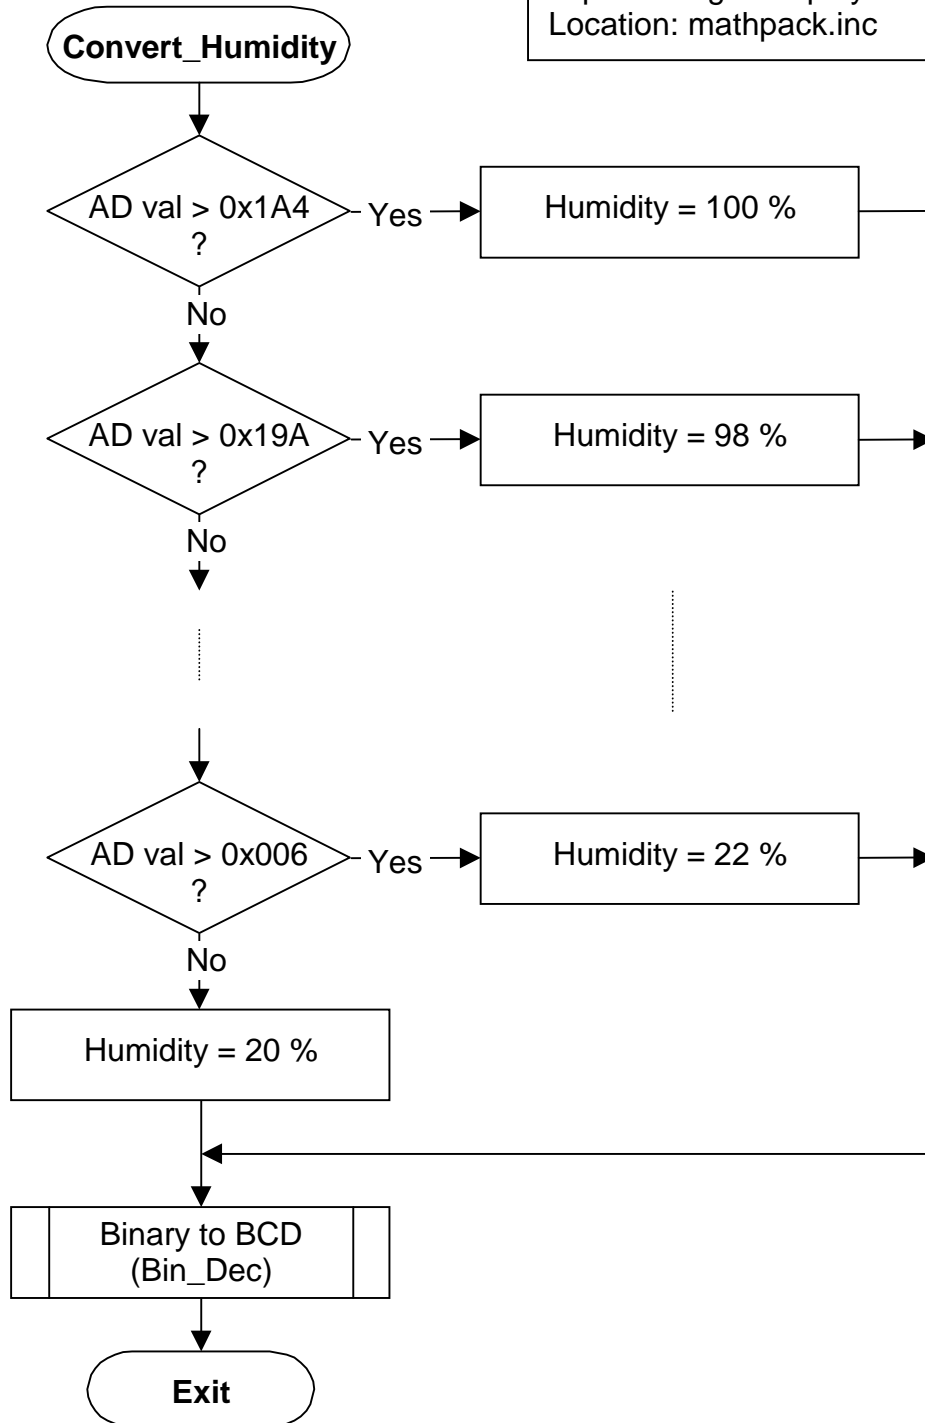 Location: mathpack.inc
Convert_Humidity
AD val > 0x1A4
?
Yes
Humidity = 100 %
No
AD val > 0x19A
?
Yes
Humidity = 98 %
No
AD val > 0x006
?
Yes
Humidity = 22 %
No
Humidity = 20 %
Binary to BCD
(Bin_Dec)
Exit